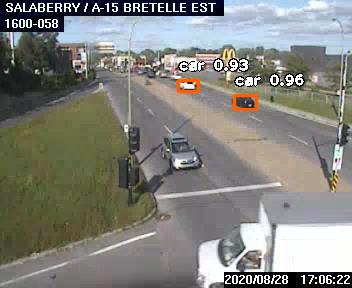 SALABERRY / A-15 BRETELLE EST
1600-058
car 0.93
car 0.96
2020/08/28 17:06:22